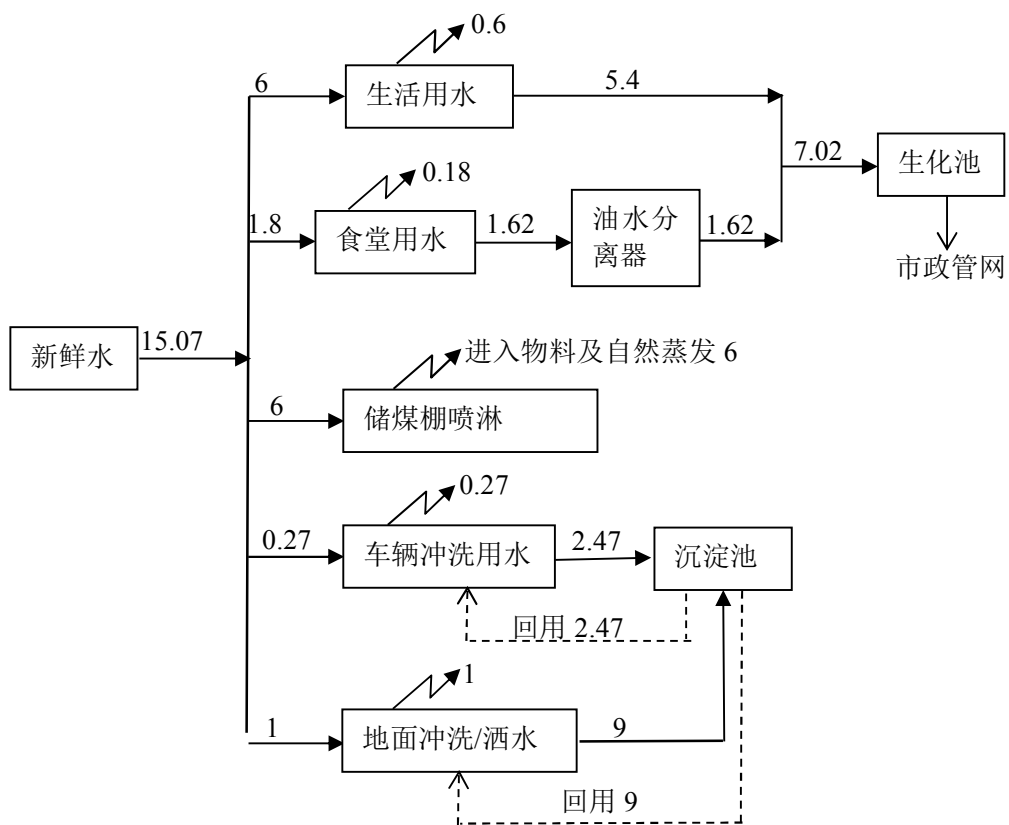 0.6
6
生活用水
5.4
7.02
生化池
0.18
1.8
食堂用水
1.62
油水分
离器
1.62
市政管网
新鲜水
15.07
进入物料及自然蒸发 6
6
储煤棚喷淋
0.27
0.27
车辆冲洗用水
2.47
沉淀池
回用 2.47
1
1
地面冲洗/洒水
9
回用 9